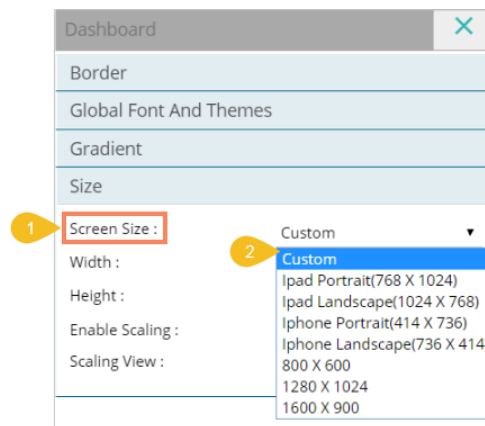 Dashboard
Border
Global Font And Themes
Gradient
Size
1 Screen Size : Custom
Width : 2 Custom
Ipad Portrait(768 X 1024)
Height : Ipad Landscape(1024 X 768)
Iphone Portrait(414 X 736)
Enable Scaling : Iphone Landscape(736 X 414
Scaling View : 800 X 600
1280 X 1024
1600 X 900